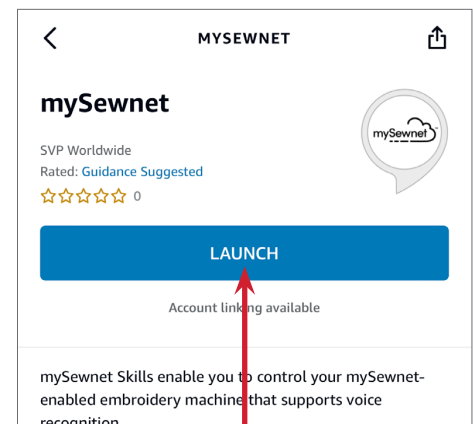 MYSEWNET
mySewnet
mySewnet
SVP Worldwide
Rated: Guidance Suggested
0
LAUNCH
Account linking available
mySewnet Skills enable you to control your mySewnet-
enabled embroidery machine that supports voice
recognition